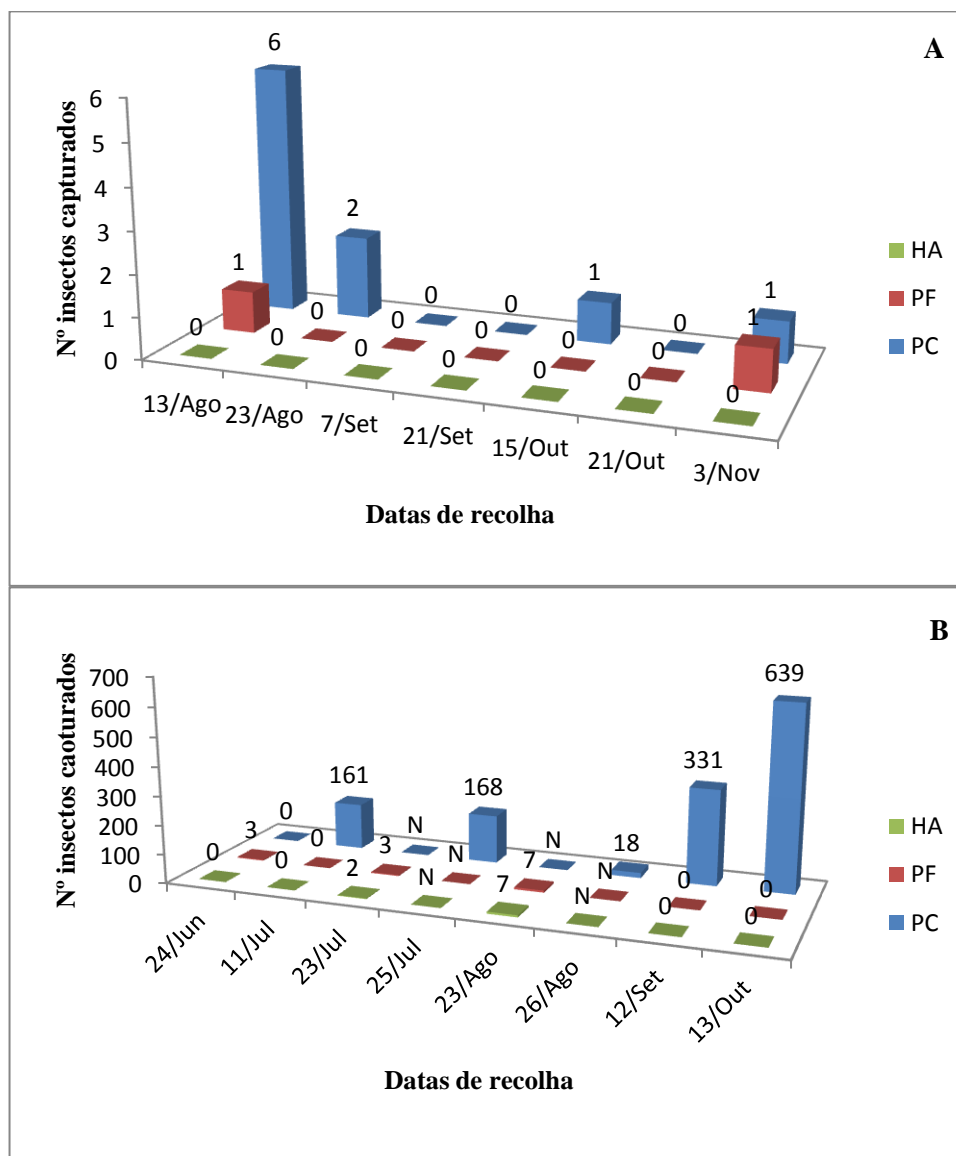 A
Nº insectos capturados
6
5
4
3
2
1
0
6 2 0 0 1 0 1
1 0 0 0 0 0 1
0 0 0 0 0 0 0
13/Ago 23/Ago 7/Set 21/Set 15/Out 21/Out 3/Nov
Datas de recolha
HA
PF
PC
B
Nº insectos caoturados
700
600
500
400
300
200
100
0
0 161 N 168 N 18 331 639
3 0 3 N 7 N 0 0
0 0 2 N 7 N 0 0
24/Jun 11/Jul 23/Jul 25/Jul 23/Ago 26/Ago 12/Set 13/Out
Datas de recolha
HA
PF
PC